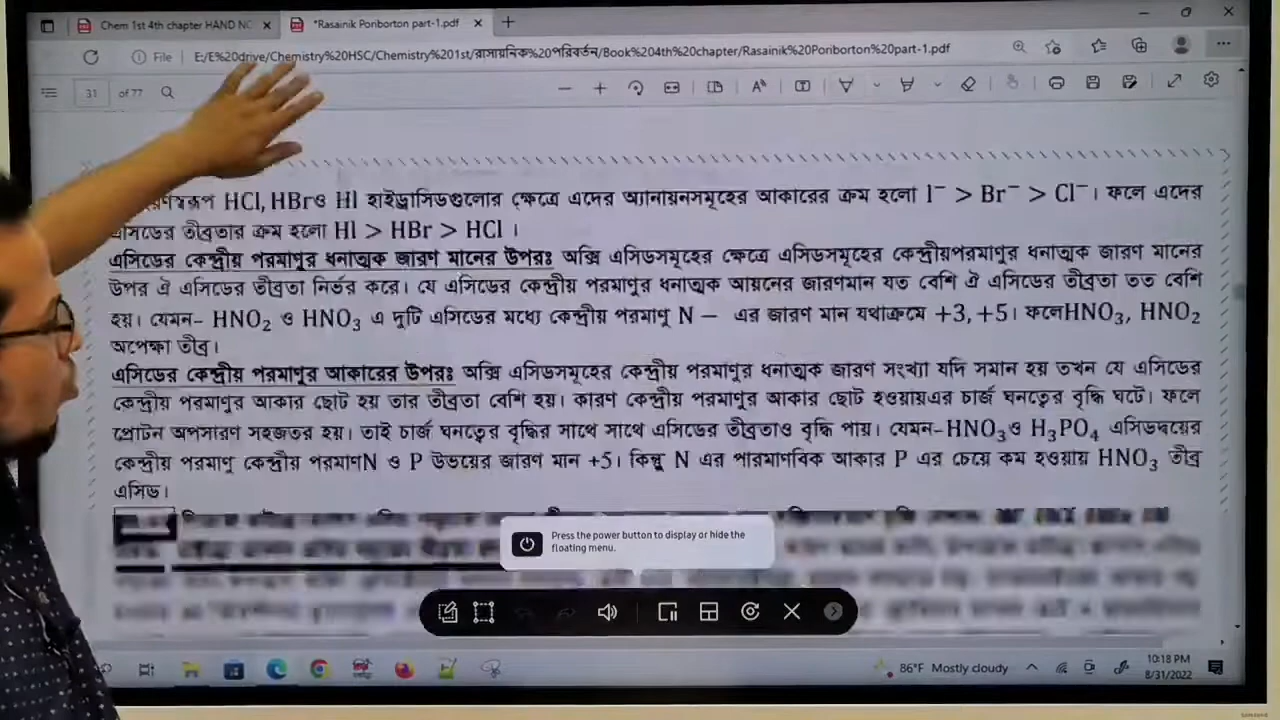 Chem 1st 4th chapter HAND NO
*Rasainik Poriborton part-1.pdf
File E:/E%20drive/Chemistry%20HSC/Chemistry%201st/রাসায়নিক%20পরিবর্তন/Book%204th%20chapter/Rasainik%20Poriborton%20part-1.pdf
31 of 77
HCl, HBrও Hl হাইড্রাসিডগুলোর ক্ষেত্রে এদের অ্যানায়নসমূহের আকারের ক্রম হলো l⁻ > Br⁻ > Cl⁻। ফলে এদের
এসিডের তীব্রতার ক্রম হলো Hl > HBr > HCl ।
এসিডের কেন্দ্রীয় পরমাণুর ধনাত্মক জারণ মানের উপরঃ অক্সি এসিডসমূহের ক্ষেত্রে এসিডসমূহের কেন্দ্রীয়পরমাণুর ধনাত্মক জারণ মানের
উপর ঐ এসিডের তীব্রতা নির্ভর করে। যে এসিডের কেন্দ্রীয় পরমাণুর ধনাত্মক আয়নের জারণমান যত বেশি ঐ এসিডের তীব্রতা তত বেশি
হয়। যেমন- HNO₂ ও HNO₃ এ দুটি এসিডের মধ্যে কেন্দ্রীয় পরমাণু N − এর জারণ মান যথাক্রমে +3, +5। ফলেHNO₃, HNO₂
অপেক্ষা তীব্র।
এসিডের কেন্দ্রীয় পরমাণুর আকারের উপরঃ অক্সি এসিডসমূহের কেন্দ্রীয় পরমাণুর ধনাত্মক জারণ সংখ্যা যদি সমান হয় তখন যে এসিডের
কেন্দ্রীয় পরমাণুর আকার ছোট হয় তার তীব্রতা বেশি হয়। কারণ কেন্দ্রীয় পরমাণুর আকার ছোট হওয়ায়এর চার্জ ঘনত্বের বৃদ্ধি ঘটে। ফলে
প্রোটন অপসারণ সহজতর হয়। তাই চার্জ ঘনত্বের বৃদ্ধির সাথে সাথে এসিডের তীব্রতাও বৃদ্ধি পায়। যেমন-HNO₃ও H₃PO₄ এসিডদ্বয়ের
কেন্দ্রীয় পরমাণু কেন্দ্রীয় পরমাণN ও P উভয়ের জারণ মান +5। কিন্তু N এর পারমাণবিক আকার P এর চেয়ে কম হওয়ায় HNO₃ তীব্র
এসিড।
Press the power button to display or hide the
floating menu.
86°F Mostly cloudy
10:18 PM
8/31/2022